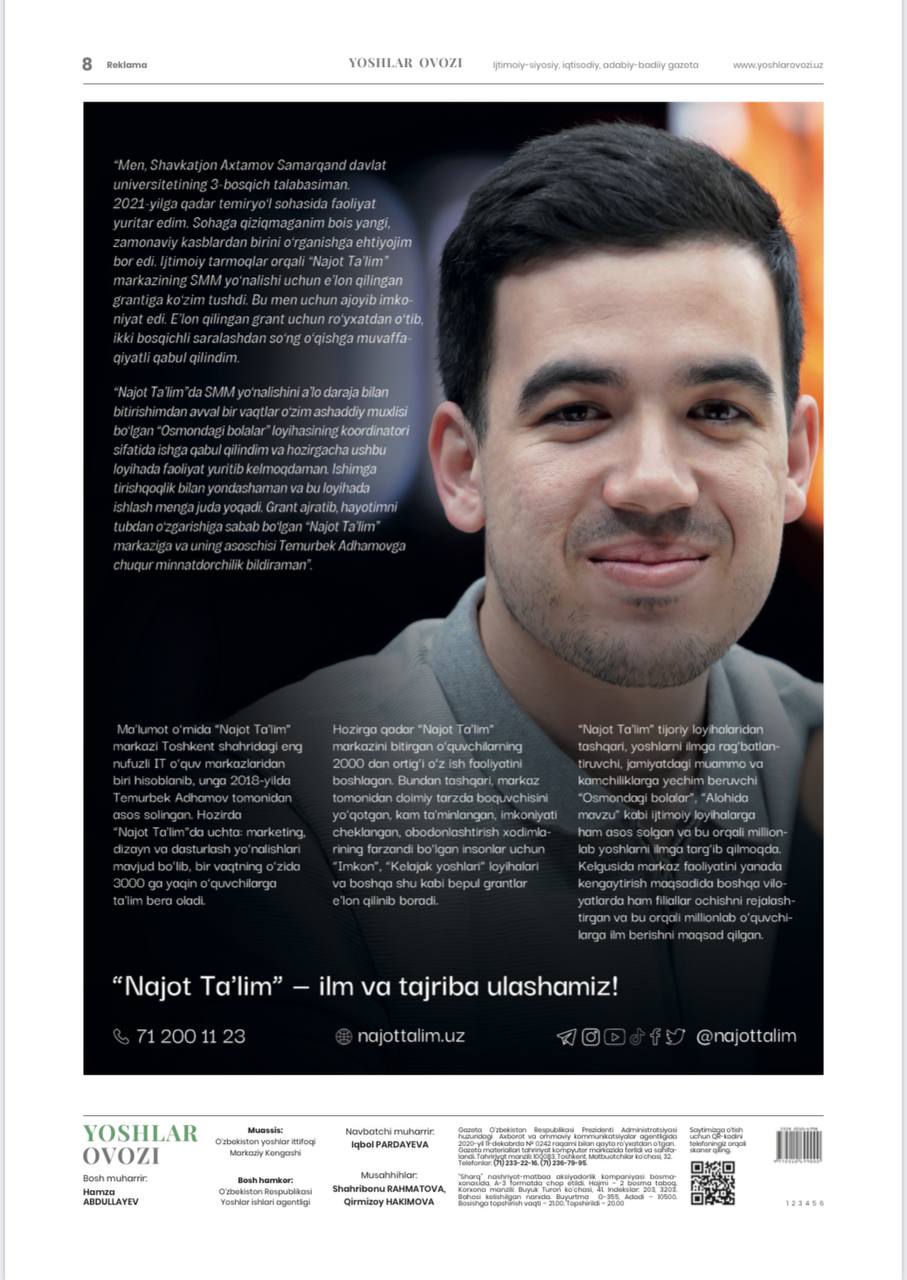 8
Reklama
YOSHLAR OVOZI
Ijtimoiy-siyosiy, iqtisodiy, adabiy-badiiy gazeta
www.yoshlarovozi.uz
“Men, Shavkatjon Axtamov Samarqand davlat
universitetining 3-bosqich talabasiman.
2021-yilga qadar temiryo‘l sohasida faoliyat
yuritar edim. Sohaga qiziqmaganim bois yangi,
zamonaviy kasblardan birini o‘rganishga ehtiyojim
bor edi. Ijtimoiy tarmoqlar orqali “Najot Ta’lim”
markazining SMM yo‘nalishi uchun e’lon qilingan
grantiga ko‘zim tushdi. Bu men uchun ajoyib imko-
niyat edi. E’lon qilingan grant uchun ro‘yxatdan o‘tib,
ikki bosqichli saralashdan so‘ng o‘qishga muvaffa-
qiyatli qabul qilindim.
“Najot Ta’lim”da SMM yo‘nalishini a’lo daraja bilan
bitirishimdan avval bir vaqtlar o‘zim ashaddiy muxlisi
bo‘lgan “Osmondagi bolalar” loyihasining koordinatori
sifatida ishga qabul qilindim va hozirgacha ushbu
loyihada faoliyat yuritib kelmoqdaman. Ishimga
tirishqoqlik bilan yondashaman va bu loyihada
ishlash menga juda yoqadi. Grant ajratib, hayotimni
tubdan o‘zgarishiga sabab bo‘lgan “Najot Ta’lim”
markaziga va uning asoschisi Temurbek Adhamovga
chuqur minnatdorchilik bildiraman”.
Ma’lumot o‘rnida “Najot Ta’lim”
markazi Toshkent shahridagi eng
nufuzli IT o‘quv markazlaridan
biri hisoblanib, unga 2018-yilda
Temurbek Adhamov tomonidan
asos solingan. Hozirda
“Najot Ta’lim”da uchta: marketing,
dizayn va dasturlash yo‘nalishlari
mavjud bo‘lib, bir vaqtning o‘zida
3000 ga yaqin o‘quvchilarga
ta’lim bera oladi.
Hozirga qadar “Najot Ta’lim”
markazini bitirgan o‘quvchilarning
2000 dan ortig‘i o‘z ish faoliyatini
boshlagan. Bundan tashqari, markaz
tomonidan doimiy tarzda boquvchisini
yo‘qotgan, kam ta’minlangan, imkoniyati
cheklangan, obodonlashtirish xodimla-
rining farzandi bo‘lgan insonlar uchun
“Imkon”, “Kelajak yoshlari” loyihalari
va boshqa shu kabi bepul grantlar
e’lon qilinib boradi.
“Najot Ta’lim” tijoriy loyihalaridan
tashqari, yoshlarni ilmga rag‘batlan-
tiruvchi, jamiyatdagi muammo va
kamchiliklarga yechim beruvchi
“Osmondagi bolalar”, “Alohida
mavzu” kabi ijtimoiy loyihalarga
ham asos solgan va bu orqali million-
lab yoshlarni ilmga targ‘ib qilmoqda.
Kelgusida markaz faoliyatini yanada
kengaytirish maqsadida boshqa vilo-
yatlarda ham filiallar ochishni rejalash-
tirgan va bu orqali millionlab o‘quvchi-
larga ilm berishni maqsad qilgan.
“Najot Ta’lim” – ilm va tajriba ulashamiz!
71 200 11 23
najottalim.uz
@najottalim
YOSHLAR
OVOZI
Bosh muharrir:
Hamza
ABDULLAYEV
Muassis:
O‘zbekiston yoshlar ittifoqi
Markaziy Kengashi
Bosh hamkor:
O‘zbekiston Respublikasi
Yoshlar ishlari agentligi
Navbatchi muharrir:
Iqbol PARDAYEVA
Musahhihlar:
Shahribonu RAHMATOVA,
Qirmizoy HAKIMOVA
Gazeta O‘zbekiston Respublikasi Prezidenti Administratsiyasi
huzuridagi Axborot va ommaviy kommunikatsiyalar agentligida
2020-yil 11-dekabrda № 0242 raqami bilan qayta ro‘yxatdan o‘tgan.
Gazeta materiallari tahririyat kompyuter markazida terildi va sahifa-
landi. Tahririyat manzili: 100083, Toshkent, Matbuotchilar ko‘chasi, 32.
Telefonlar: (71) 233-22-16, (71) 236-79-95.
“Sharq” nashriyot-matbaa aksiyadorlik kompaniyasi bosma-
xonasida, A-3 formatda chop etildi. Hajmi – 2 bosma taboq.
Korxona manzili: Buyuk Turon ko‘chasi, 41. Indekslar: 203, 3203.
Bahosi kelishilgan narxda. Buyurtma G-355, Adadi – 10500.
Bosishga topshirish vaqti – 21.00. Topshirildi – 20.00
Saytimizga o‘tish
uchun QR-kodini
telefoningiz orqali
skaner qiling.
1 2 3 4 5 6